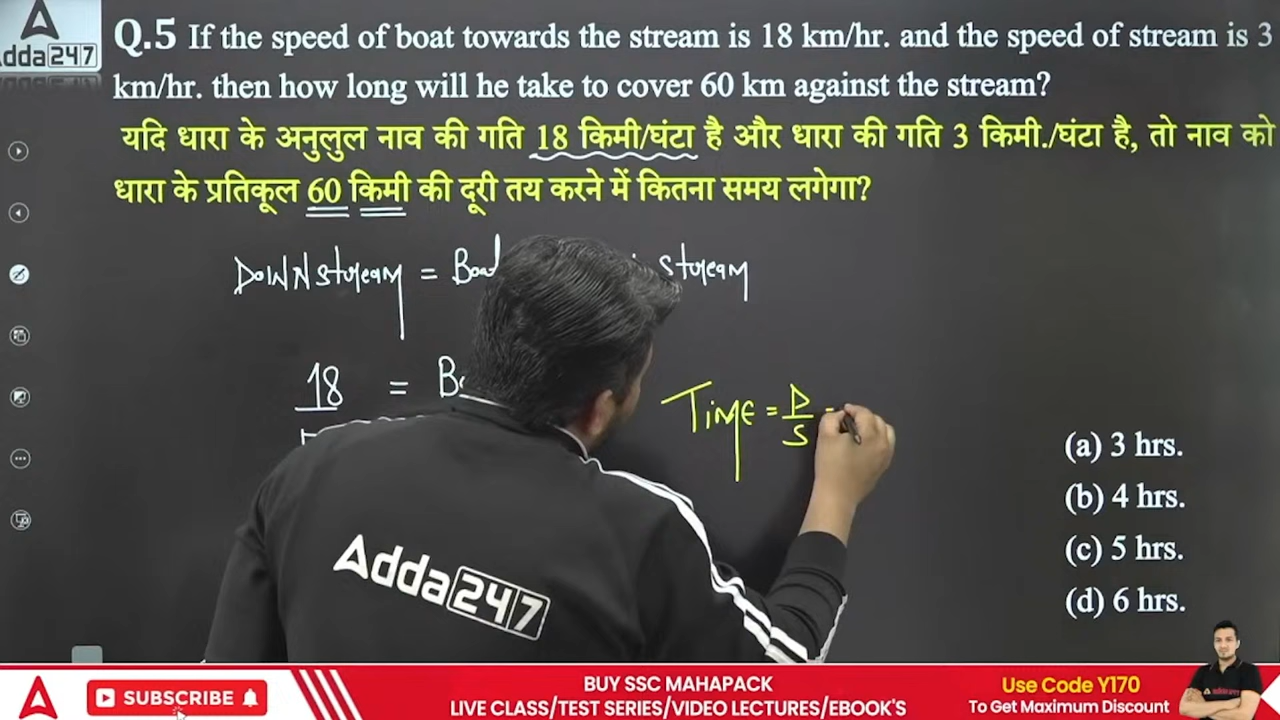 Adda247
Q.5 If the speed of boat towards the stream is 18 km/hr. and the speed of stream is 3
km/hr. then how long will he take to cover 60 km against the stream?
यदि धारा के अनुलुल नाव की गति 18 किमी/घंटा है और धारा की गति 3 किमी./घंटा है, तो नाव को
धारा के प्रतिकूल 60 किमी की दूरी तय करने में कितना समय लगेगा?
DOWNstream = Boat stream
18 =
Time = D/S =
(a) 3 hrs.
(b) 4 hrs.
(c) 5 hrs.
(d) 6 hrs.
Adda247
SUBSCRIBE
BUY SSC MAHAPACK
LIVE CLASS/TEST SERIES/VIDEO LECTURES/EBOOK'S
Use Code Y170
To Get Maximum Discount